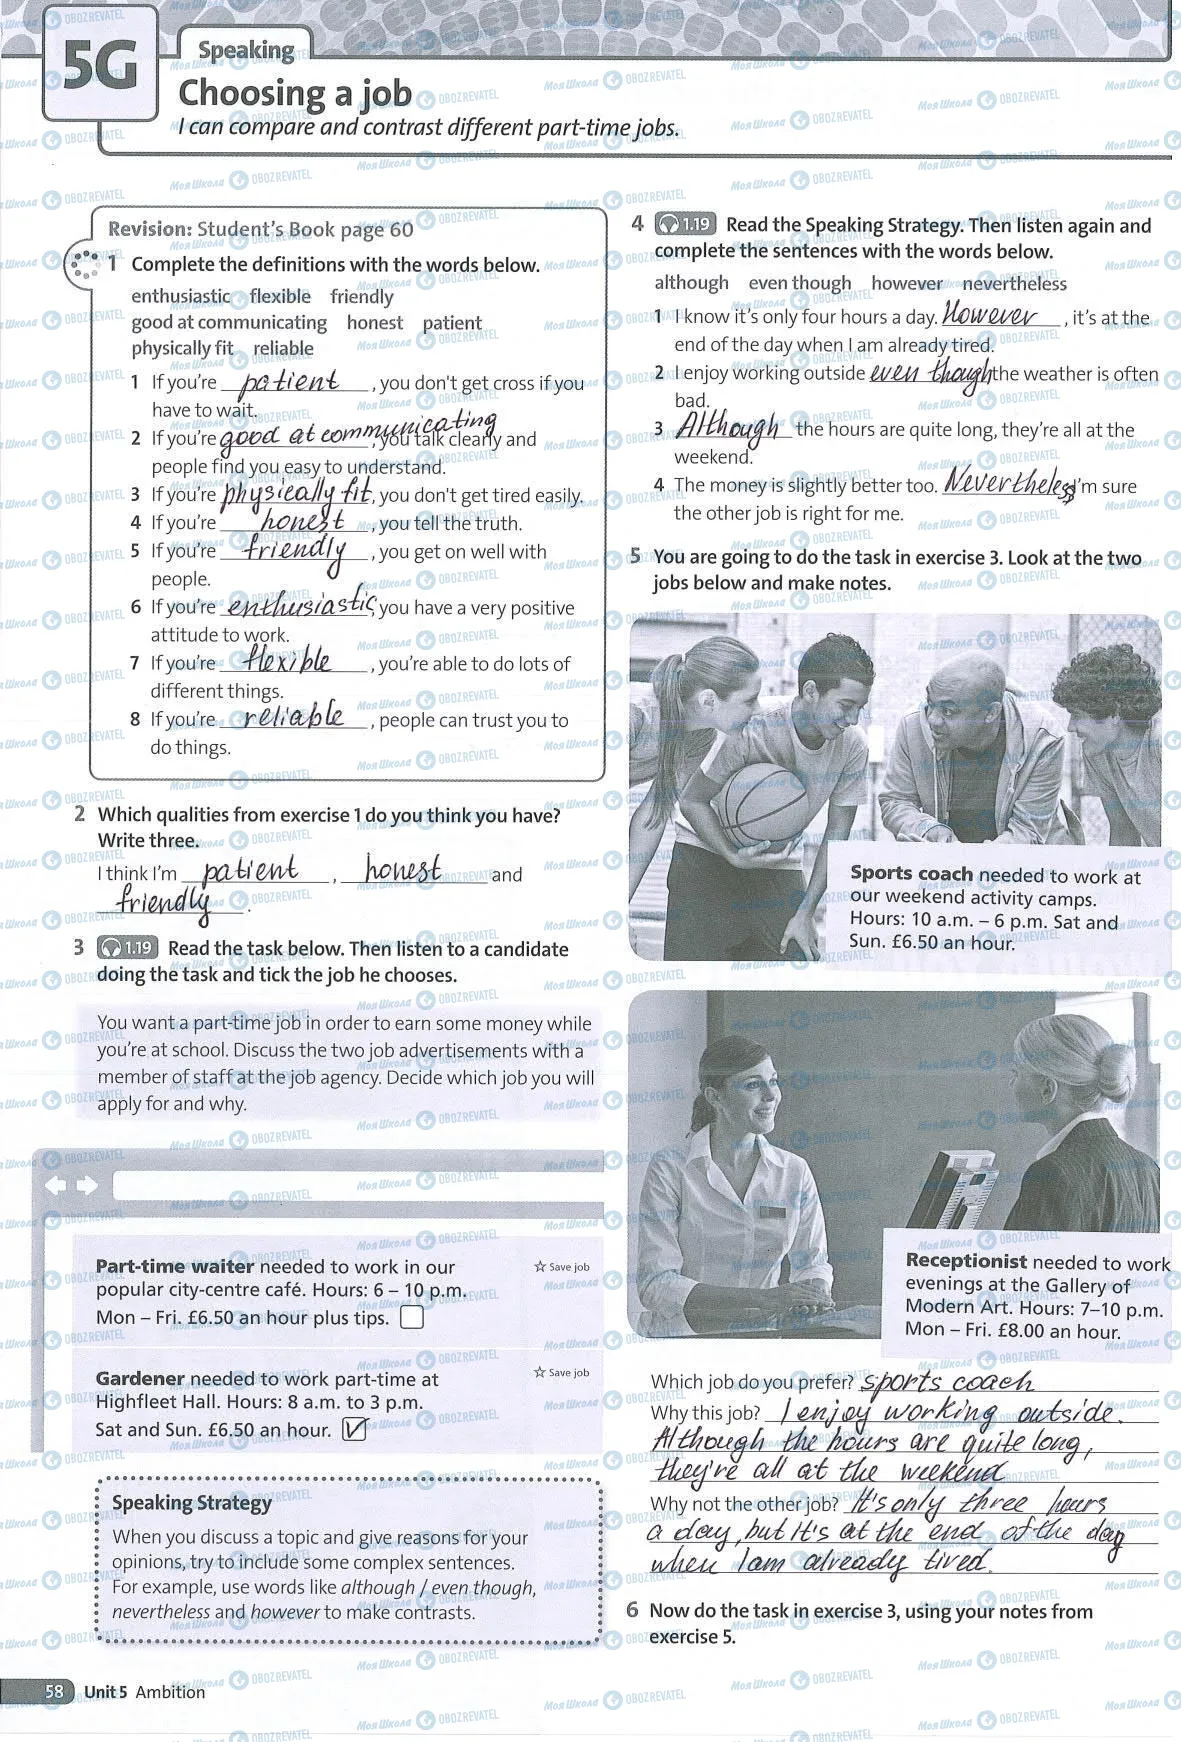 5G
Speaking
Choosing a job
I can compare and contrast different part-time jobs.
Revision: Student's Book page 60
1 Complete the definitions with the words below.
enthusiastic flexible friendly
good at communicating honest patient
physically fit reliable
1 If you're patient, you don't get cross if you
have to wait.
2 If you're good at communicating, you talk clearly and
people find you easy to understand.
3 If you're physically fit, you don't get tired easily.
4 If you're honest, you tell the truth.
5 If you're friendly, you get on well with
people.
6 If you're enthusiastic, you have a very positive
attitude to work.
7 If you're flexible, you're able to do lots of
different things.
8 If you're reliable, people can trust you to
do things.
2 Which qualities from exercise 1 do you think you have?
Write three.
I think I'm patient, honest and
friendly.
3 1.19 Read the task below. Then listen to a candidate
doing the task and tick the job he chooses.
You want a part-time job in order to earn some money while
you're at school. Discuss the two job advertisements with a
member of staff at the job agency. Decide which job you will
apply for and why.
Part-time waiter needed to work in our
☆ Save job
popular city-centre café. Hours: 6 – 10 p.m.
Mon – Fri. £6.50 an hour plus tips.
Gardener needed to work part-time at
☆ Save job
Highfleet Hall. Hours: 8 a.m. to 3 p.m.
Sat and Sun. £6.50 an hour. ✓
Speaking Strategy
When you discuss a topic and give reasons for your
opinions, try to include some complex sentences.
For example, use words like although / even though,
nevertheless and however to make contrasts.
4 1.19 Read the Speaking Strategy. Then listen again and
complete the sentences with the words below.
although even though however nevertheless
1 I know it's only four hours a day. However, it's at the
end of the day when I am already tired.
2 I enjoy working outside even though the weather is often
bad.
3 Although the hours are quite long, they're all at the
weekend.
4 The money is slightly better too. Nevertheless I'm sure
the other job is right for me.
5 You are going to do the task in exercise 3. Look at the two
jobs below and make notes.
Sports coach needed to work at
our weekend activity camps.
Hours: 10 a.m. – 6 p.m. Sat and
Sun. £6.50 an hour.
Receptionist needed to work
evenings at the Gallery of
Modern Art. Hours: 7–10 p.m.
Mon – Fri. £8.00 an hour.
Which job do you prefer? sports coach
Why this job? I enjoy working outside.
Although the hours are quite long,
they're all at the weekend
Why not the other job? It's only three hours
a day, but it's at the end of the day
when I am already tired.
6 Now do the task in exercise 3, using your notes from
exercise 5.
58 Unit 5 Ambition
Моя Школа OBOZREVATEL